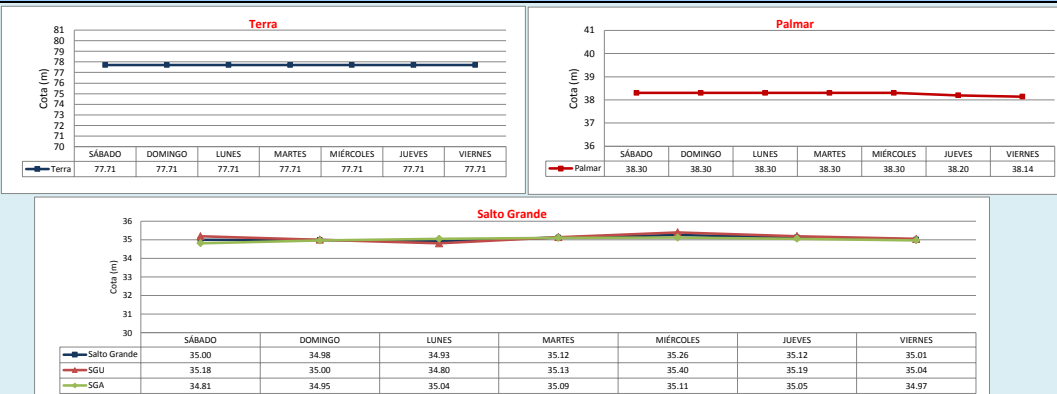 Terra
81
80
79
78
77
76
75
74
73
72
71
70
Cota (m)
SÁBADO DOMINGO LUNES MARTES MIÉRCOLES JUEVES VIERNES
Terra 77.71 77.71 77.71 77.71 77.71 77.71 77.71
Palmar
41
40
39
38
37
36
Cota (m)
SÁBADO DOMINGO LUNES MARTES MIÉRCOLES JUEVES VIERNES
Palmar 38.30 38.30 38.30 38.30 38.30 38.20 38.14
Salto Grande
36
35
34
33
32
31
30
Cota (m)
SÁBADO DOMINGO LUNES MARTES MIÉRCOLES JUEVES VIERNES
Salto Grande 35.00 34.98 34.93 35.12 35.26 35.12 35.01
SGU 35.18 35.00 34.80 35.13 35.40 35.19 35.04
SGA 34.81 34.95 35.04 35.09 35.11 35.05 34.97